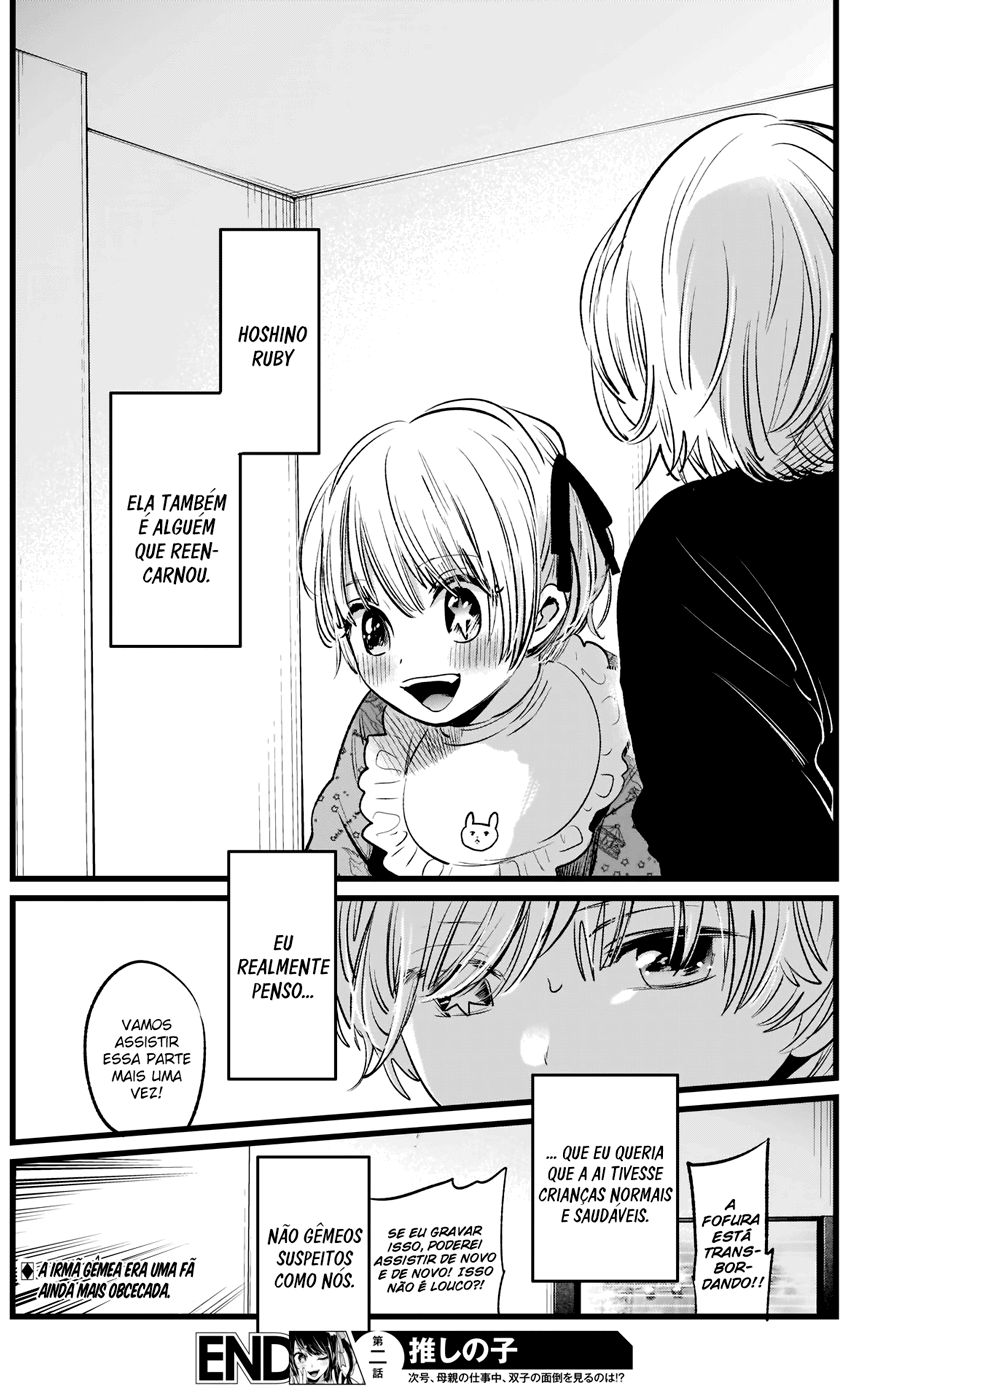 HOSHINO
RUBY
ELA TAMBÉM
É ALGUÉM
QUE REEN-
CARNOU.
EU
REALMENTE
PENSO...
VAMOS
ASSISTIR
ESSA PARTE
MAIS UMA
VEZ!
... QUE EU QUERIA
QUE A AI TIVESSE
CRIANÇAS NORMAIS
E SAUDÁVEIS.
A
FOFURA
ESTÁ
TRANS-
BOR-
DANDO!!
SE EU GRAVAR
ISSO, PODEREI
ASSISTIR DE NOVO
E DE NOVO! ISSO
NÃO É LOUCO?!
NÃO GÊMEOS
SUSPEITOS
COMO NÓS.
A IRMÃ GÊMEA ERA UMA FÃ
AINDA MAIS OBCECADA.
END
第二話
推しの子
次号、母親の仕事中、双子の面倒を見るのは!?